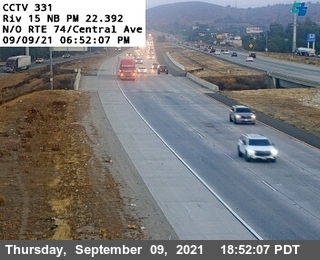 CCTV 331
Riv 15 NB PM 22.392
N/O RTE 74/Central Ave
09/09/21 06:52:07 PM
Thursday, September 09, 2021 18:52:07 PDT